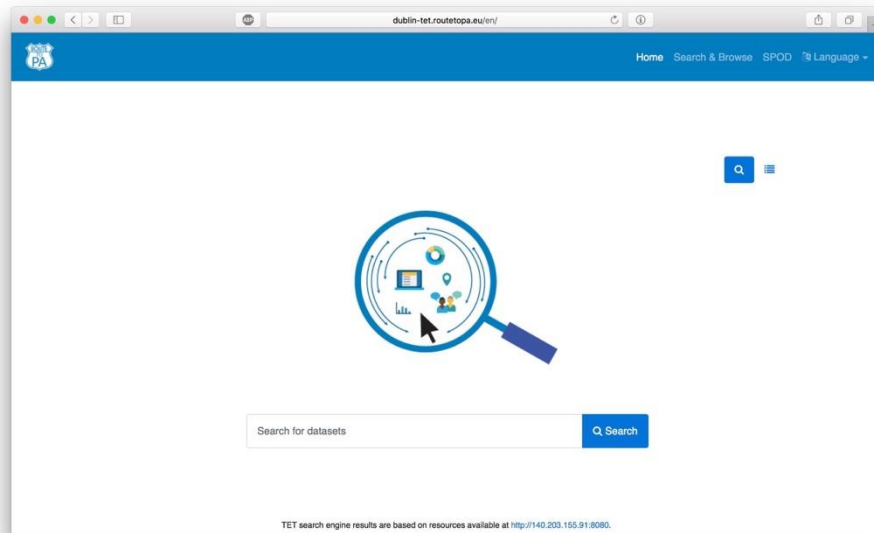 ABP
dublin-tet.routetopa.eu/en/
ROUTE
PA
Home Search & Browse SPOD Language
Search for datasets
Search
TET search engine results are based on resources available at http://140.203.155.91:8080.